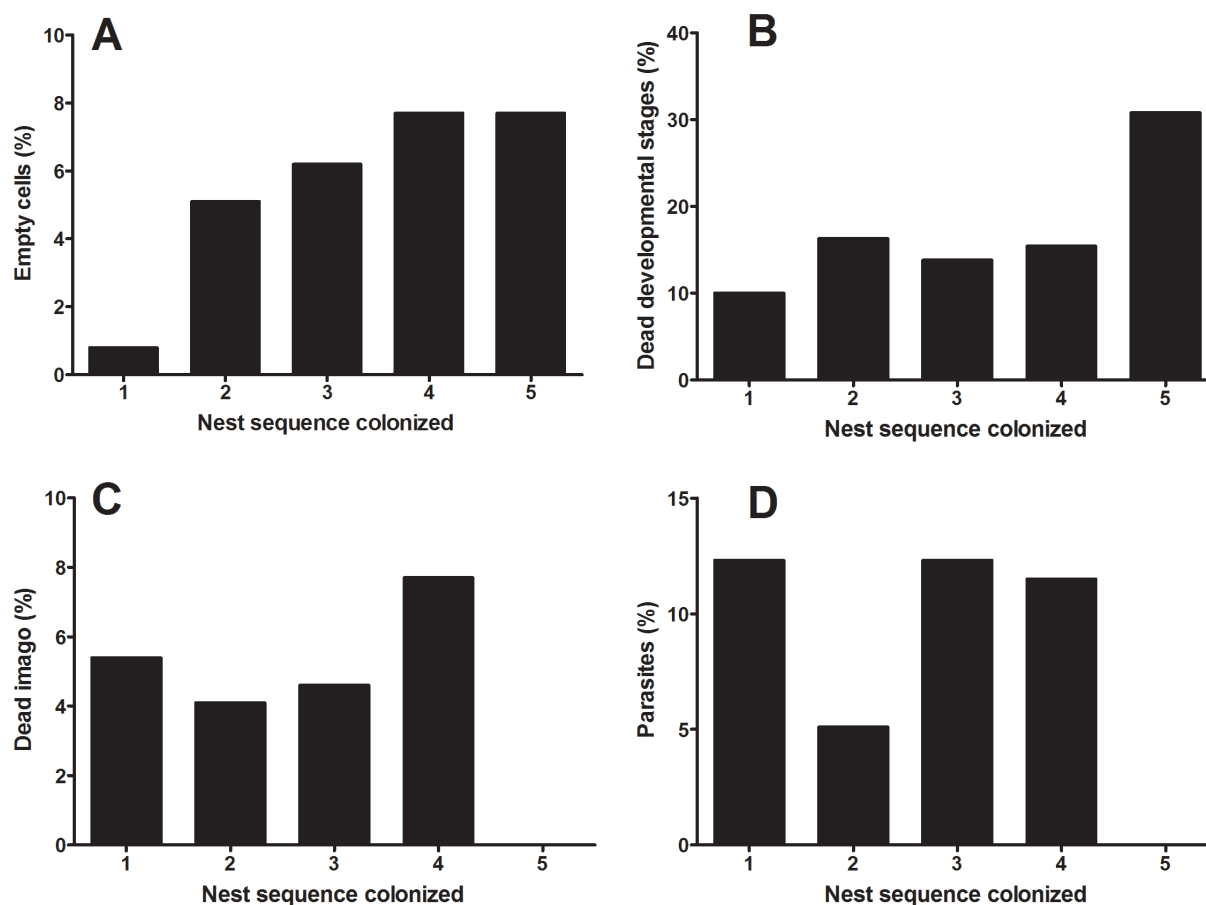 A
Empty cells (%)
10
8
6
4
2
0
1 2 3 4 5
Nest sequence colonized
B
Dead developmental stages (%)
40
30
20
10
0
1 2 3 4 5
Nest sequence colonized
C
Dead imago (%)
10
8
6
4
2
0
1 2 3 4 5
Nest sequence colonized
D
Parasites (%)
15
10
5
0
1 2 3 4 5
Nest sequence colonized